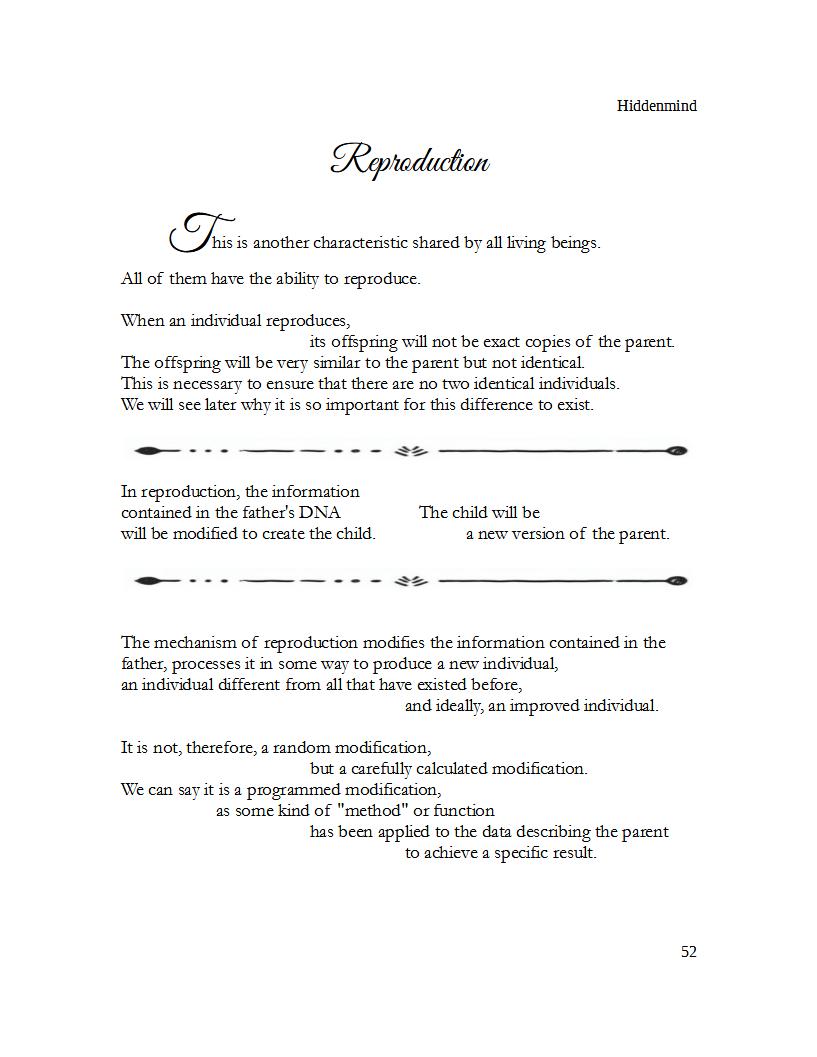 Hiddenmind
Reproduction
This is another characteristic shared by all living beings.
All of them have the ability to reproduce.
When an individual reproduces,
its offspring will not be exact copies of the parent.
The offspring will be very similar to the parent but not identical.
This is necessary to ensure that there are no two identical individuals.
We will see later why it is so important for this difference to exist.
In reproduction, the information
contained in the father's DNA
will be modified to create the child.
The child will be
a new version of the parent.
The mechanism of reproduction modifies the information contained in the
father, processes it in some way to produce a new individual,
an individual different from all that have existed before,
and ideally, an improved individual.
It is not, therefore, a random modification,
but a carefully calculated modification.
We can say it is a programmed modification,
as some kind of "method" or function
has been applied to the data describing the parent
to achieve a specific result.
52